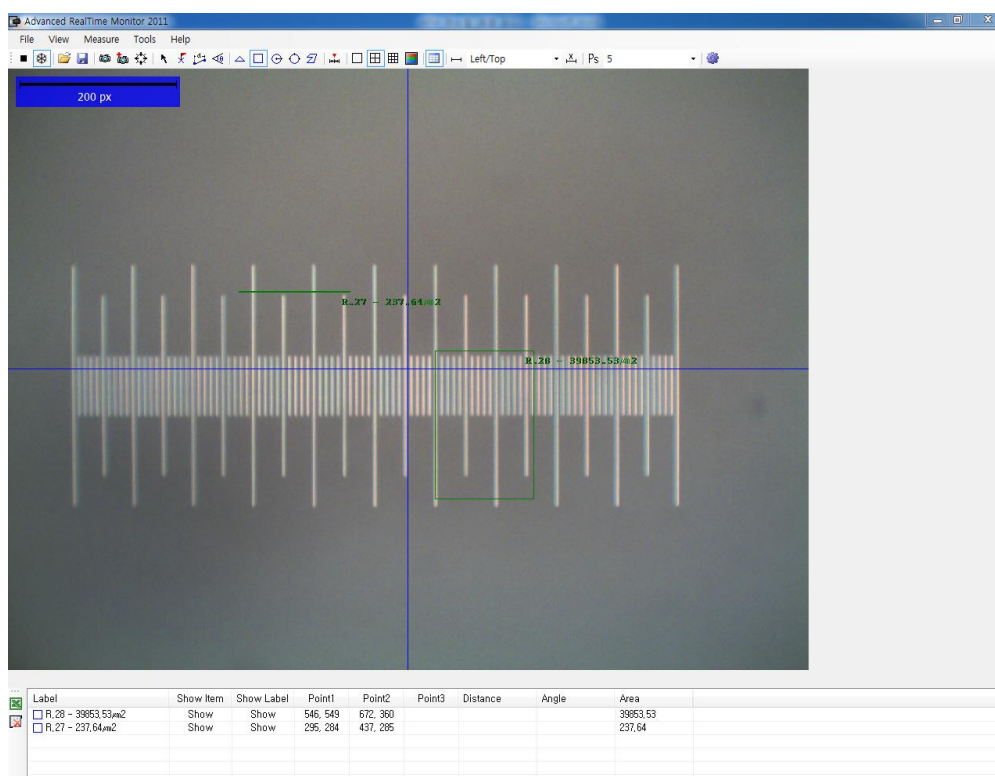 Advanced RealTime Monitor 2011
File View Measure Tools Help
Left/Top Ps 5
200 px
R.27 - 237.64㎛2
R.28 - 39853.53㎛2
Label Show Item Show Label Point1 Point2 Point3 Distance Angle Area
R,28 - 39853,53㎛2 Show Show 546, 549 672, 360 39853,53
R,27 - 237,64㎛2 Show Show 295, 284 437, 285 237,64